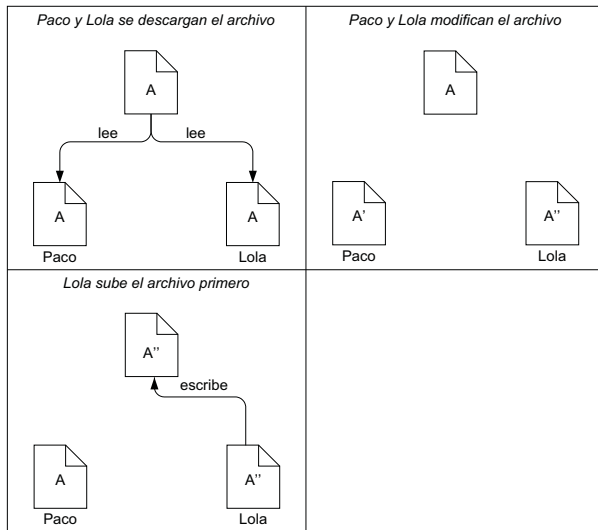 Paco y Lola se descargan el archivo
A
lee lee
A A
Paco Lola
Paco y Lola modifican el archivo
A
A' A''
Paco Lola
Lola sube el archivo primero
A''
escribe
A A''
Paco Lola